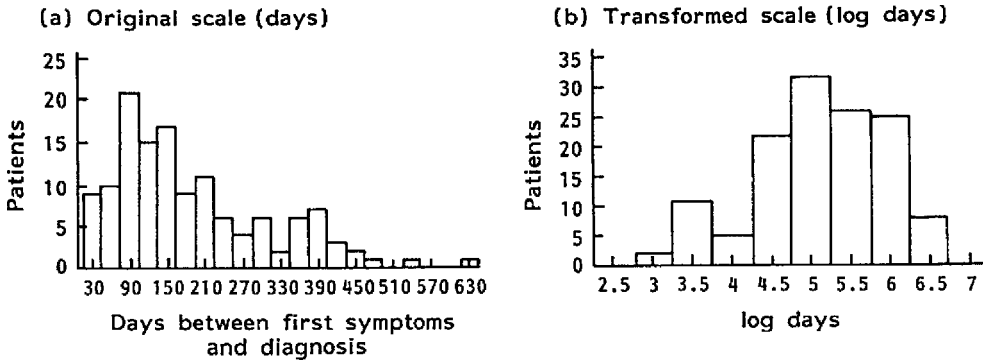 (a) Original scale (days)
25
20
15
10
5
0
Patients
30 90 150 210 270 330 390 450 510 570 630
Days between first symptoms
and diagnosis
(b) Transformed scale (log days)
35
30
25
20
15
10
5
0
Patients
2.5 3 3.5 4 4.5 5 5.5 6 6.5 7
log days